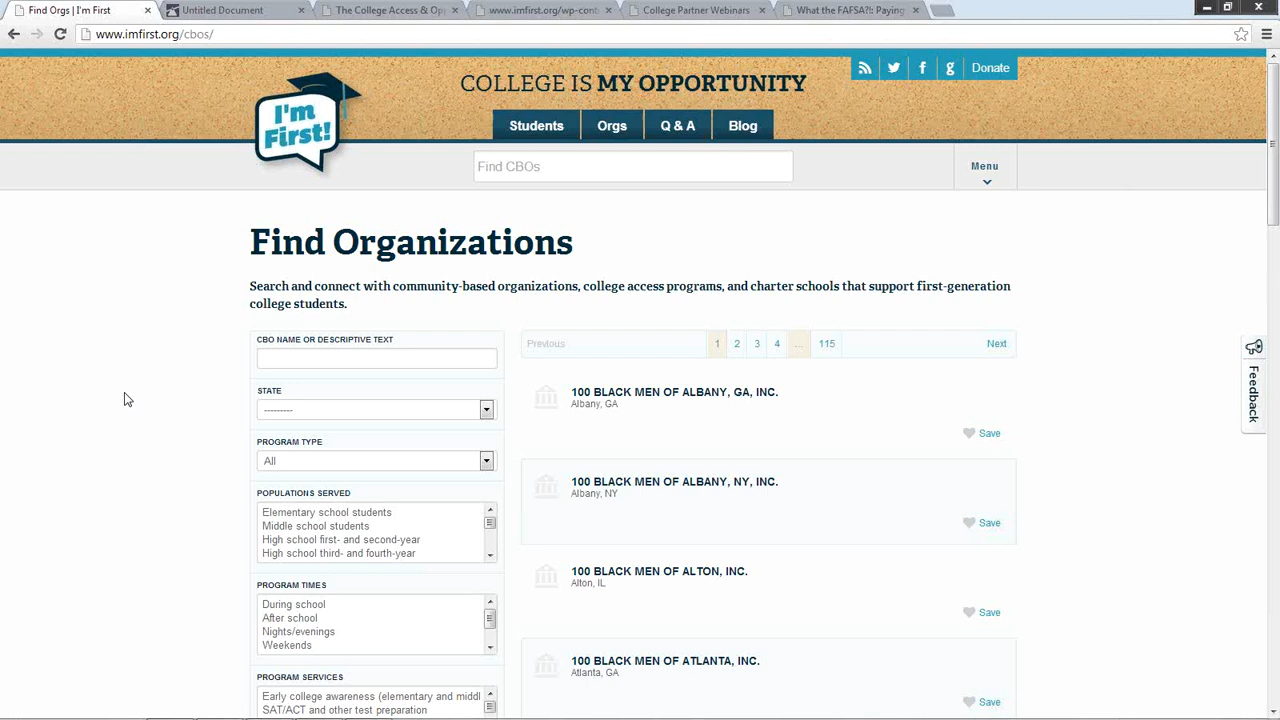 Find Orgs | I'm First
Untitled Document
The College Access & Op
www.imfirst.org/wp-cont
College Partner Webinars
What the FAFSA?!: Paying
www.imfirst.org/cbos/
COLLEGE IS MY OPPORTUNITY
Donate
I'm
First!
Students
Orgs
Q & A
Blog
Find CBOs
Menu
Find Organizations
Search and connect with community-based organizations, college access programs, and charter schools that support first-generation
college students.
CBO NAME OR DESCRIPTIVE TEXT
STATE
---------
PROGRAM TYPE
All
POPULATIONS SERVED
Elementary school students
Middle school students
High school first- and second-year
High school third- and fourth-year
PROGRAM TIMES
During school
After school
Nights/evenings
Weekends
PROGRAM SERVICES
Early college awareness (elementary and middl
SAT/ACT and other test preparation
Previous 1 2 3 4 ... 115 Next
100 BLACK MEN OF ALBANY, GA, INC.
Albany, GA
Save
100 BLACK MEN OF ALBANY, NY, INC.
Albany, NY
Save
100 BLACK MEN OF ALTON, INC.
Alton, IL
Save
100 BLACK MEN OF ATLANTA, INC.
Atlanta, GA
Save
Feedback